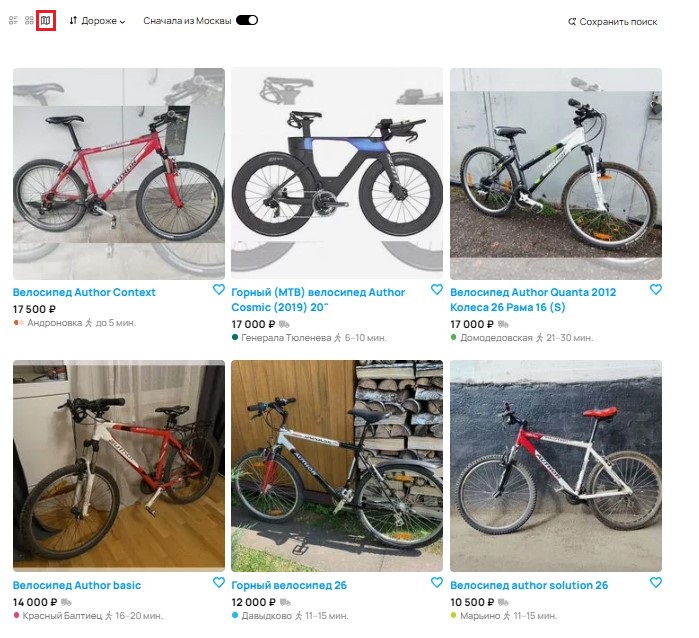 Дороже
Сначала из Москвы
Сохранить поиск
Велосипед Author Context
17 500 ₽
Андроновка до 5 мин.
Горный (MTB) велосипед Author
Cosmic (2019) 20"
17 000 ₽
Генерала Тюленева 6–10 мин.
Велосипед Author Quanta 2012
Колеса 26 Рама 16 (S)
17 000 ₽
Домодедовская 21–30 мин.
Велосипед Author basic
14 000 ₽
Красный Балтиец 16–20 мин.
Горный велосипед 26
12 000 ₽
Давыдково 11–15 мин.
Велосипед author solution 26
10 500 ₽
Марьино 11–15 мин.